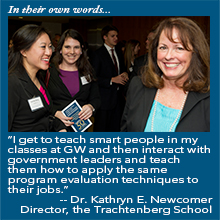 In their own words...
"I get to teach smart people in my
classes at GW and then interact with
government leaders and teach
them how to apply the same
program evaluation techniques to
their jobs."
-- Dr. Kathryn E. Newcomer
Director, the Trachtenberg School